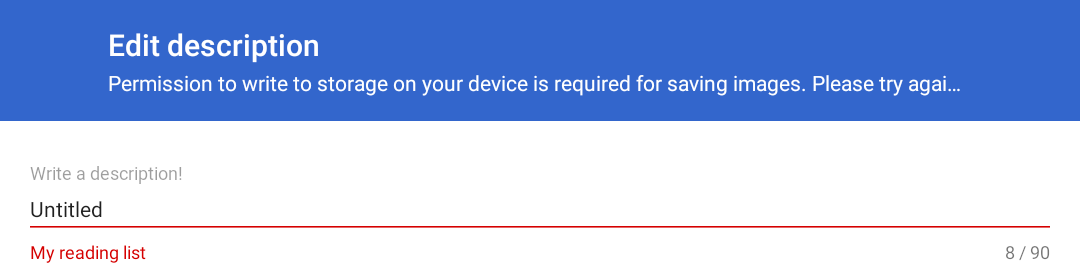 Edit description
Permission to write to storage on your device is required for saving images. Please try agai…
Write a description!
Untitled
My reading list
8 / 90